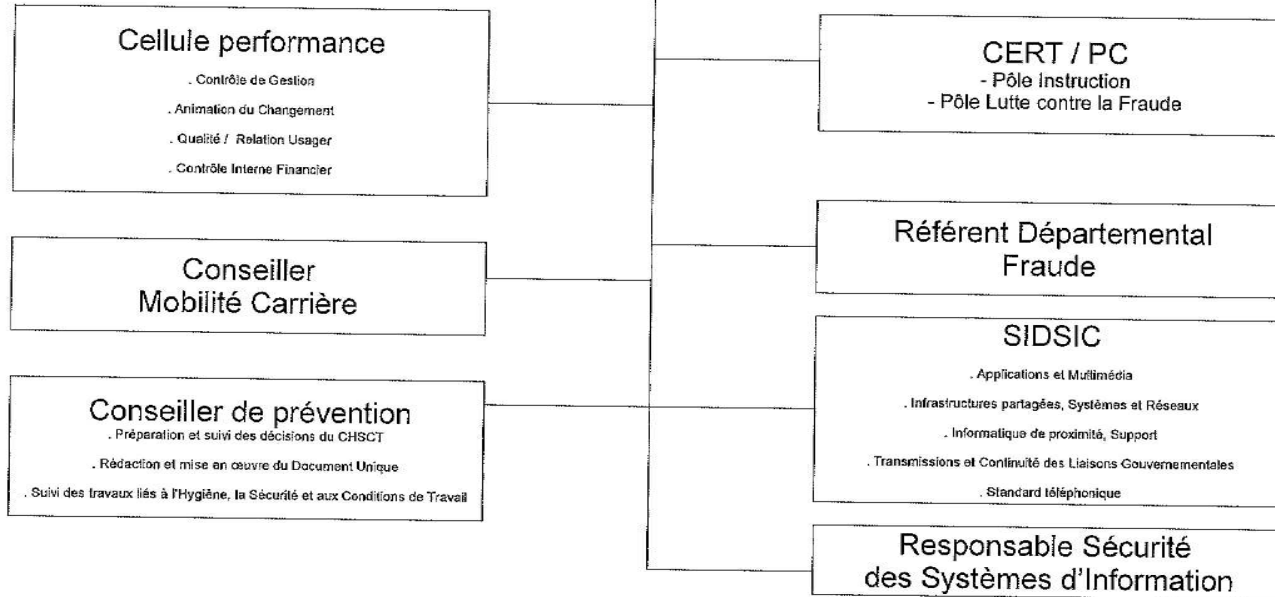 Cellule performance
. Contrôle de Gestion
. Animation du Changement
. Qualité / Relation Usager
. Contrôle Interne Financier
Conseiller
Mobilité Carrière
Conseiller de prévention
. Préparation et suivi des décisions du CHSCT
. Rédaction et mise en œuvre du Document Unique
. Suivi des travaux liés à l'Hygiène, la Sécurité et aux Conditions de Travail
CERT / PC
- Pôle Instruction
- Pôle Lutte contre la Fraude
Référent Départemental
Fraude
SIDSIC
. Applications et Multimédia
. Infrastructures partagées, Systèmes et Réseaux
. Informatique de proximité, Support
. Transmissions et Continuité des Liaisons Gouvernementales
. Standard téléphonique
Responsable Sécurité
des Systèmes d'Information